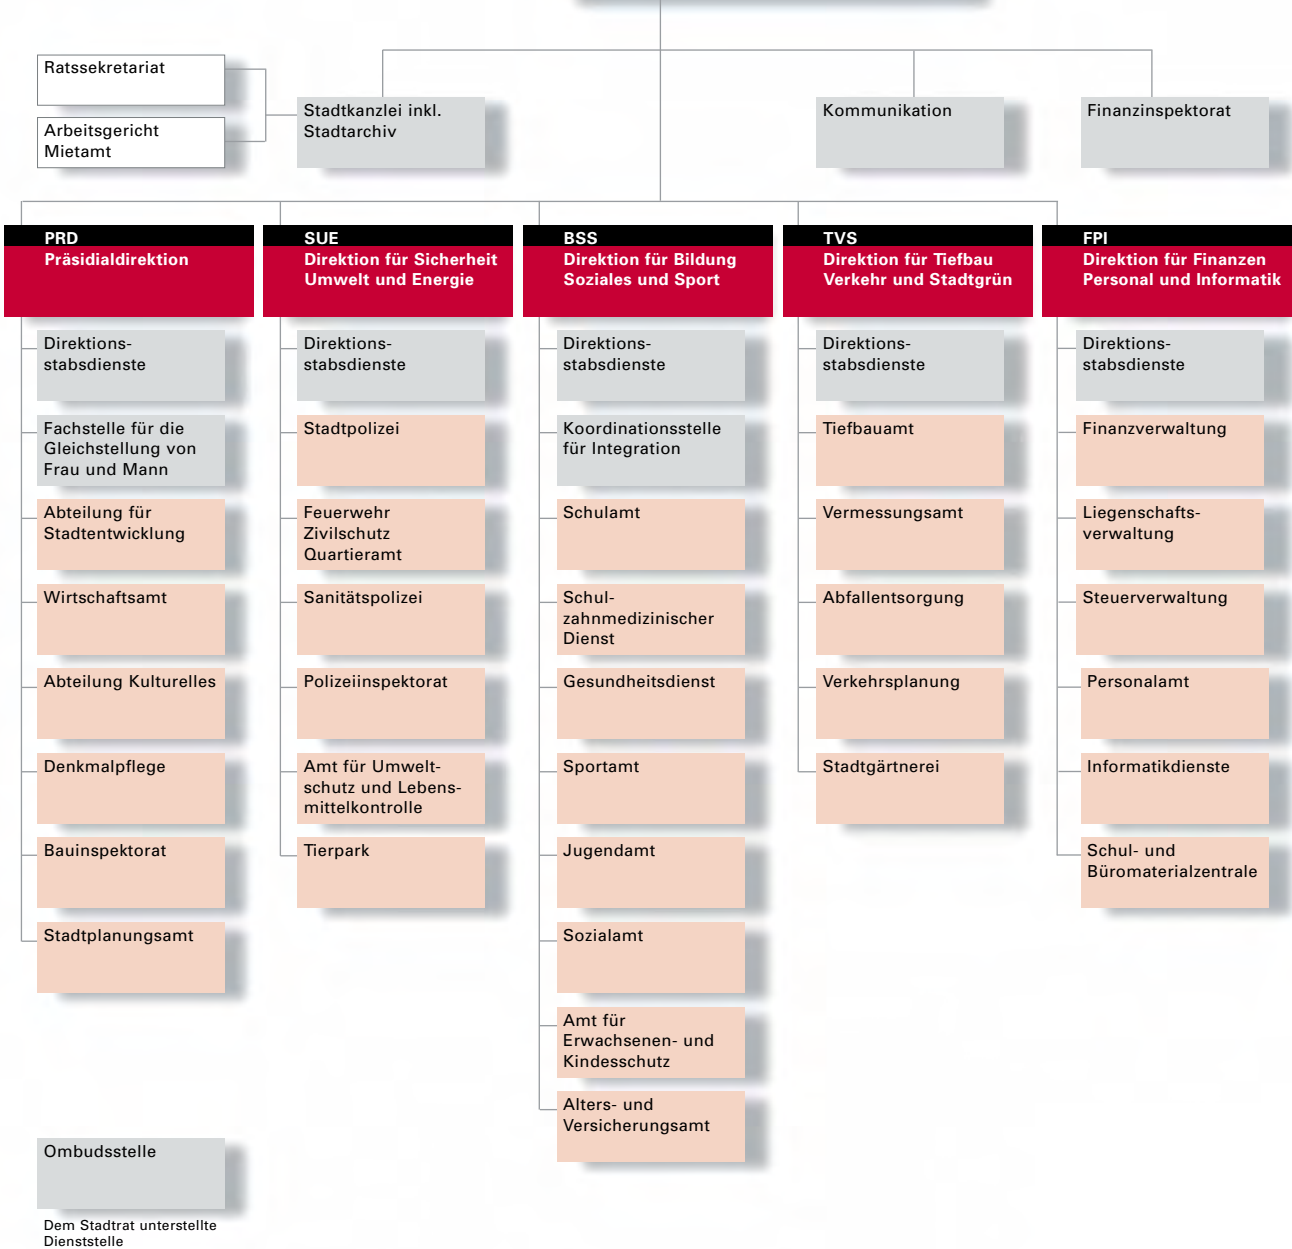 Ratssekretariat
Arbeitsgericht
Mietamt
Stadtkanzlei inkl.
Stadtarchiv
Kommunikation
Finanzinspektorat
PRD
Präsidialdirektion
Direktions-
stabsdienste
Fachstelle für die
Gleichstellung von
Frau und Mann
Abteilung für
Stadtentwicklung
Wirtschaftsamt
Abteilung Kulturelles
Denkmalpflege
Bauinspektorat
Stadtplanungsamt
SUE
Direktion für Sicherheit
Umwelt und Energie
Direktions-
stabsdienste
Stadtpolizei
Feuerwehr
Zivilschutz
Quartieramt
Sanitätspolizei
Polizeiinspektorat
Amt für Umwelt-
schutz und Lebens-
mittelkontrolle
Tierpark
BSS
Direktion für Bildung
Soziales und Sport
Direktions-
stabsdienste
Koordinationsstelle
für Integration
Schulamt
Schul-
zahnmedizinischer
Dienst
Gesundheitsdienst
Sportamt
Jugendamt
Sozialamt
Amt für
Erwachsenen- und
Kindesschutz
Alters- und
Versicherungsamt
TVS
Direktion für Tiefbau
Verkehr und Stadtgrün
Direktions-
stabsdienste
Tiefbauamt
Vermessungsamt
Abfallentsorgung
Verkehrsplanung
Stadtgärtnerei
FPI
Direktion für Finanzen
Personal und Informatik
Direktions-
stabsdienste
Finanzverwaltung
Liegenschafts-
verwaltung
Steuerverwaltung
Personalamt
Informatikdienste
Schul- und
Büromaterialzentrale
Ombudsstelle
Dem Stadtrat unterstellte
Dienststelle